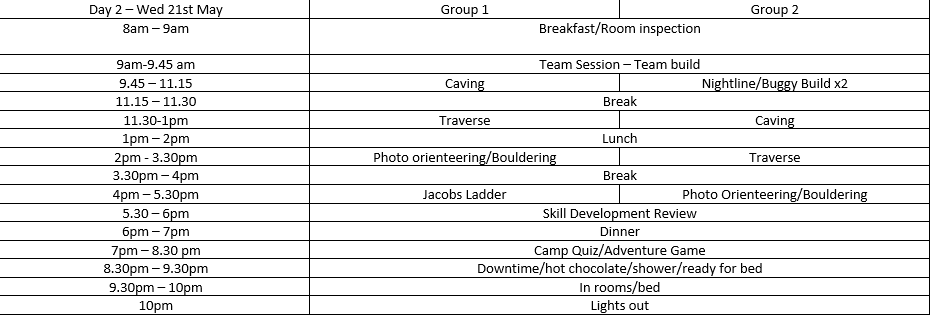 Day 2 – Wed 21st May Group 1 Group 2
8am – 9am Breakfast/Room inspection
9am-9.45 am Team Session – Team build
9.45 – 11.15 Caving Nightline/Buggy Build x2
11.15 – 11.30 Break
11.30-1pm Traverse Caving
1pm – 2pm Lunch
2pm - 3.30pm Photo orienteering/Bouldering Traverse
3.30pm – 4pm Break
4pm – 5.30pm Jacobs Ladder Photo Orienteering/Bouldering
5.30 – 6pm Skill Development Review
6pm – 7pm Dinner
7pm – 8.30 pm Camp Quiz/Adventure Game
8.30pm – 9.30pm Downtime/hot chocolate/shower/ready for bed
9.30pm – 10pm In rooms/bed
10pm Lights out